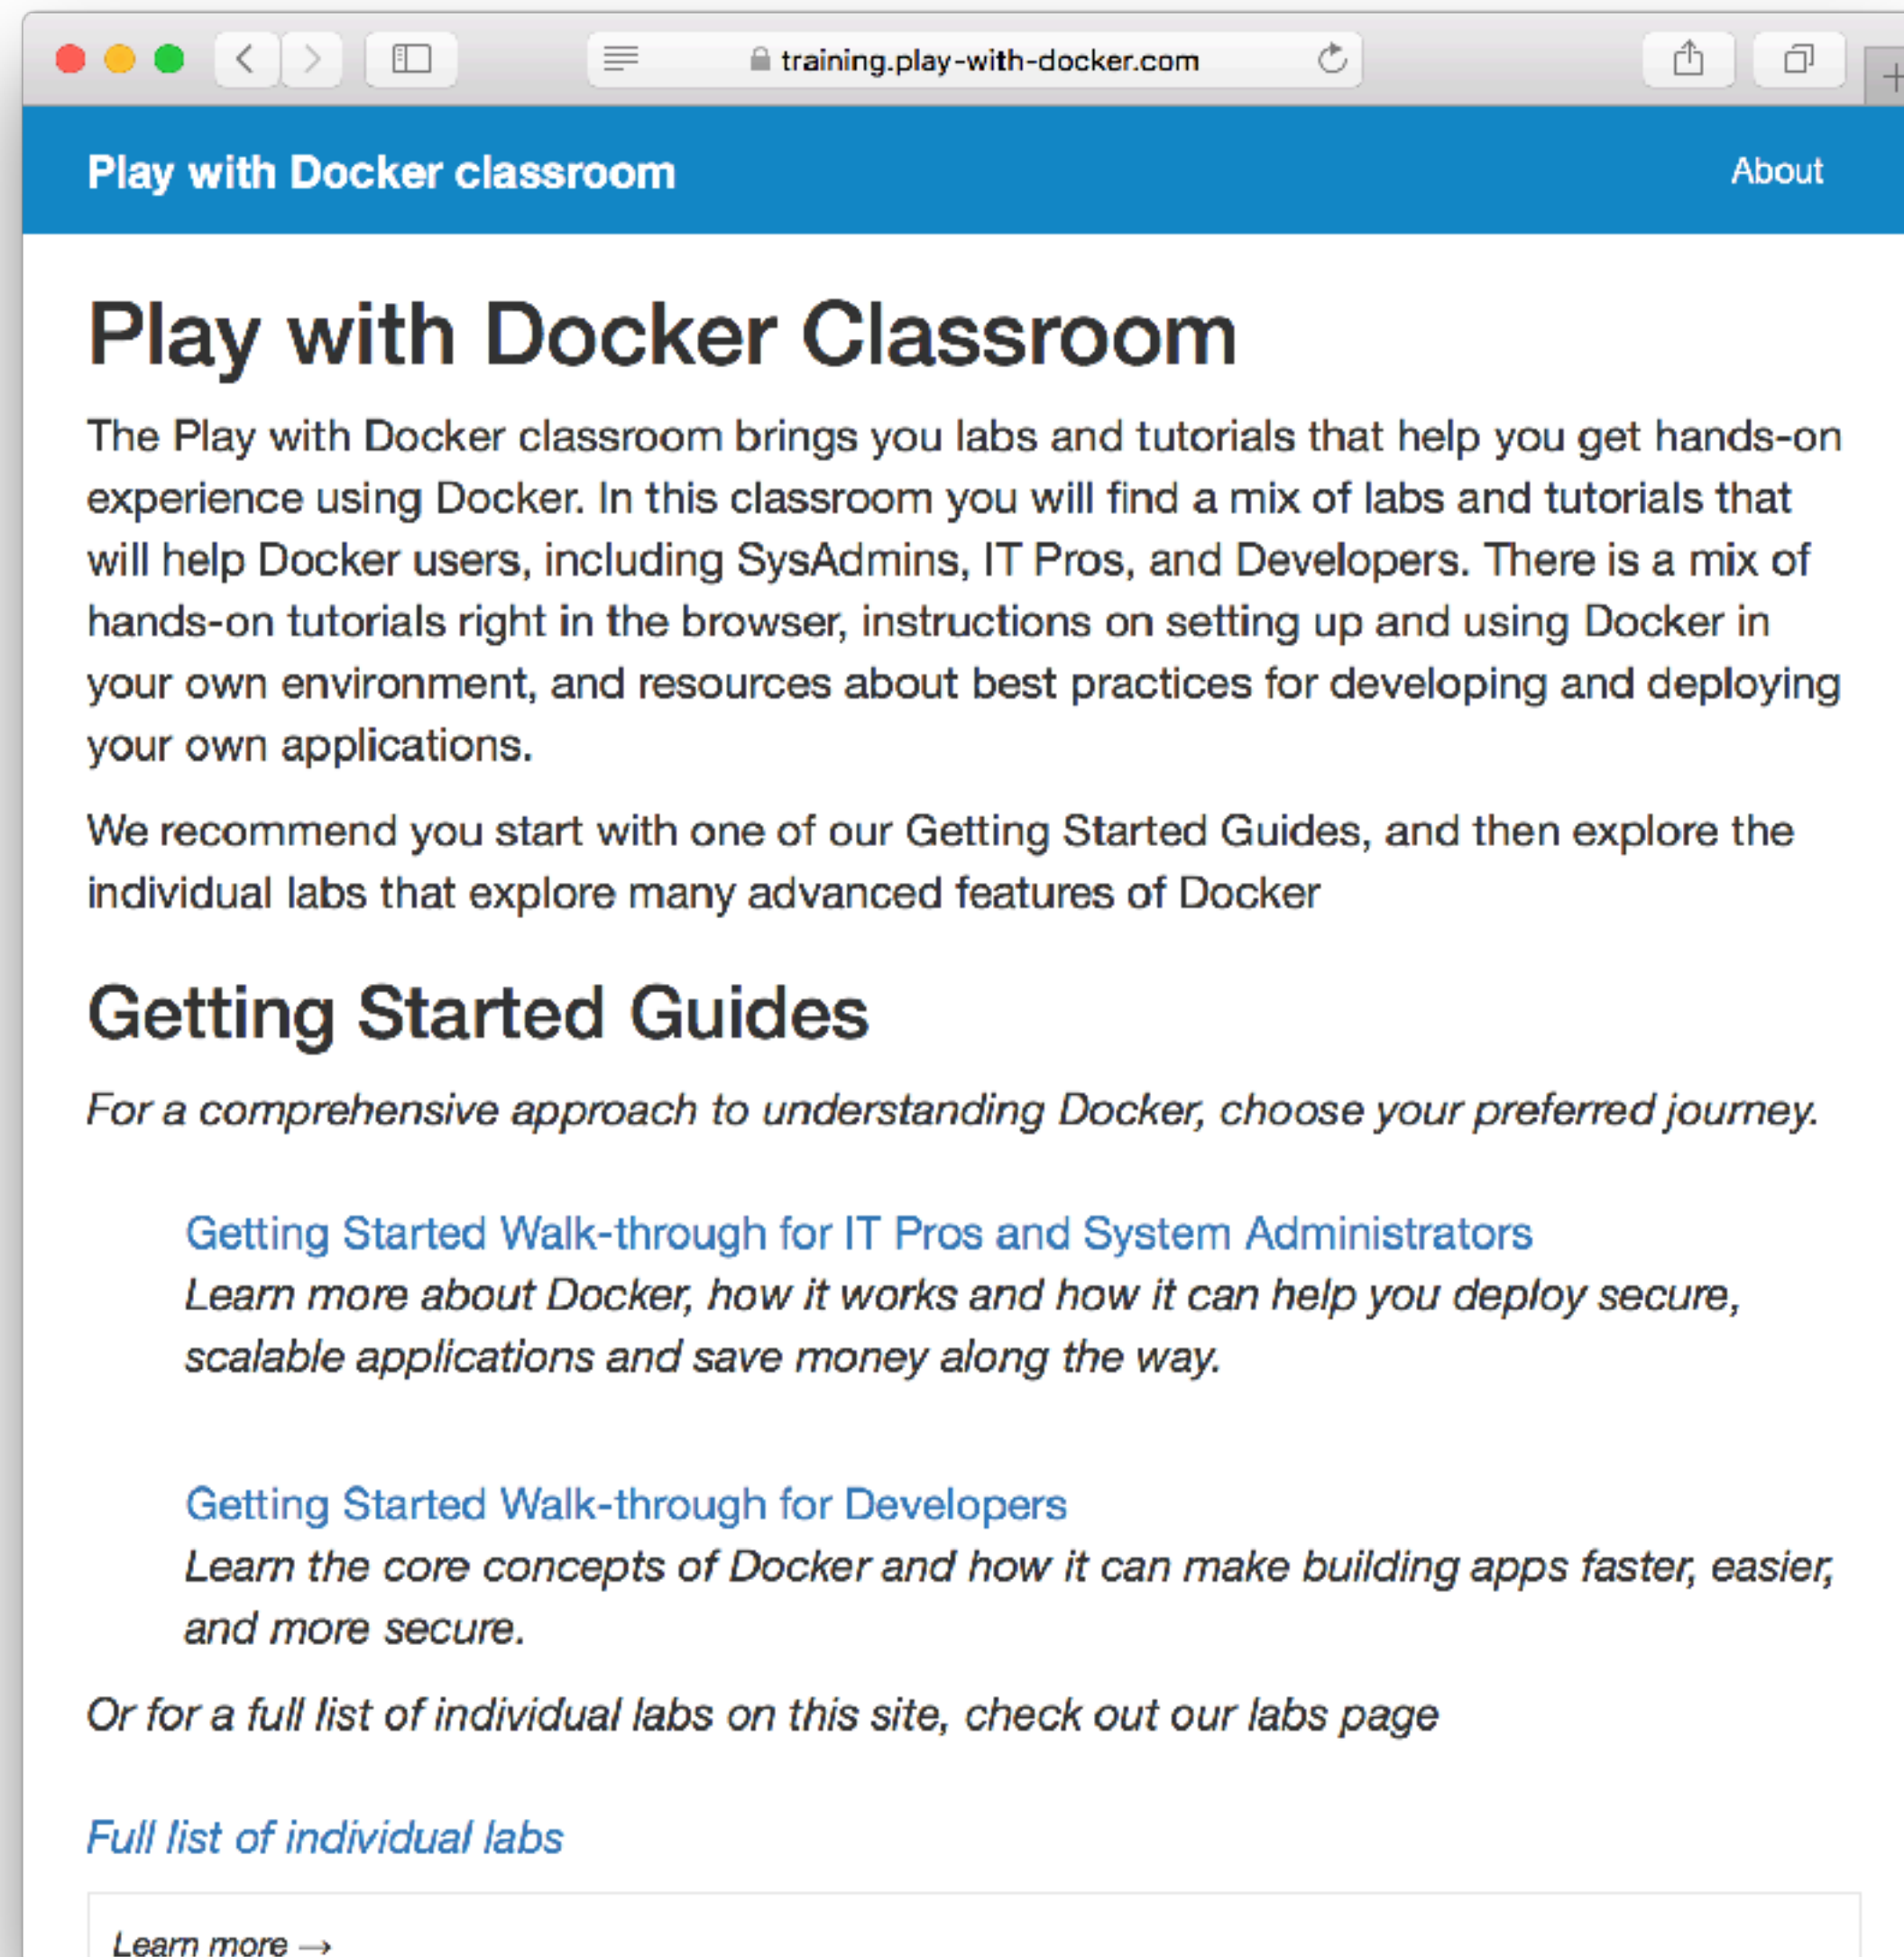 training.play-with-docker.com
Play with Docker classroom
About
Play with Docker Classroom
The Play with Docker classroom brings you labs and tutorials that help you get hands-on
experience using Docker. In this classroom you will find a mix of labs and tutorials that
will help Docker users, including SysAdmins, IT Pros, and Developers. There is a mix of
hands-on tutorials right in the browser, instructions on setting up and using Docker in
your own environment, and resources about best practices for developing and deploying
your own applications.
We recommend you start with one of our Getting Started Guides, and then explore the
individual labs that explore many advanced features of Docker
Getting Started Guides
For a comprehensive approach to understanding Docker, choose your preferred journey.
Getting Started Walk-through for IT Pros and System Administrators
Learn more about Docker, how it works and how it can help you deploy secure,
scalable applications and save money along the way.
Getting Started Walk-through for Developers
Learn the core concepts of Docker and how it can make building apps faster, easier,
and more secure.
Or for a full list of individual labs on this site, check out our labs page
Full list of individual labs
Learn more →